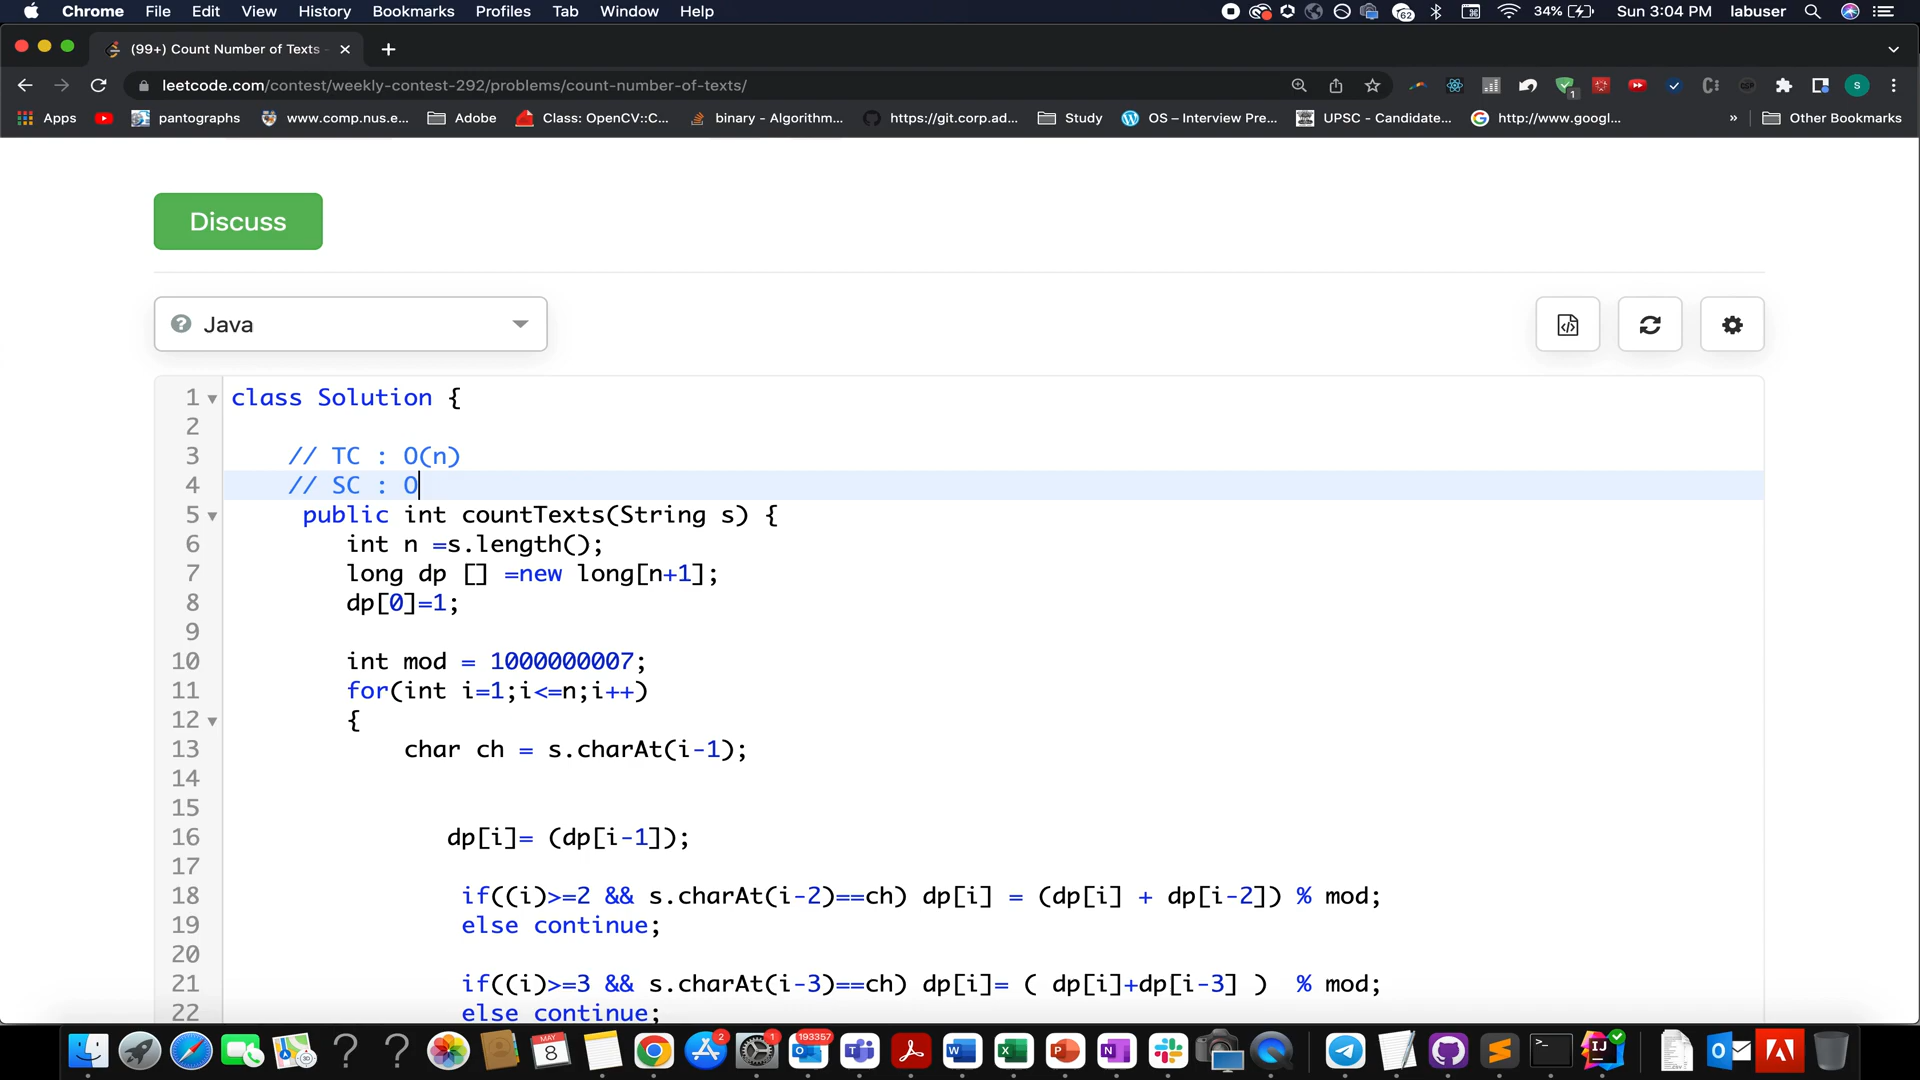 Chrome File Edit View History Bookmarks Profiles Tab Window Help 62 34% Sun 3:04 PM labuser
(99+) Count Number of Texts -
leetcode.com/contest/weekly-contest-292/problems/count-number-of-texts/
Apps pantographs www.comp.nus.e... Adobe Class: OpenCV::C... binary - Algorithm... https://git.corp.ad... Study OS – Interview Pre... UPSC - Candidate... http://www.googl... » Other Bookmarks
Discuss
Java
1 class Solution {
2
3 // TC : O(n)
4 // SC : O
5 public int countTexts(String s) {
6 int n =s.length();
7 long dp [] =new long[n+1];
8 dp[0]=1;
9
10 int mod = 1000000007;
11 for(int i=1;i<=n;i++)
12 {
13 char ch = s.charAt(i-1);
14
15
16 dp[i]= (dp[i-1]);
17
18 if((i)>=2 && s.charAt(i-2)==ch) dp[i] = (dp[i] + dp[i-2]) % mod;
19 else continue;
20
21 if((i)>=3 && s.charAt(i-3)==ch) dp[i]= ( dp[i]+dp[i-3] ) % mod;
22 else continue;
MAY 8 2 1 193357